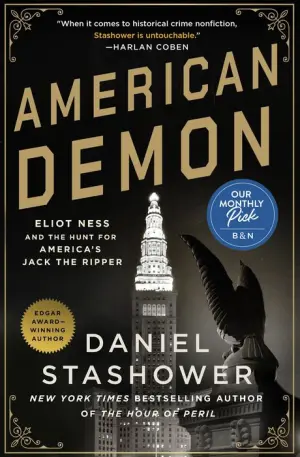 "When it comes to historical crime nonfiction,
Stashower is untouchable."
—HARLAN COBEN
AMERICAN
DEMON
ELIOT NESS
AND THE HUNT FOR
AMERICA'S
JACK THE RIPPER
OUR
MONTHLY
Pick
B&N
EDGAR
AWARD–
WINNING
AUTHOR
DANIEL
STASHOWER
NEW YORK TIMES BESTSELLING AUTHOR
OF THE HOUR OF PERIL